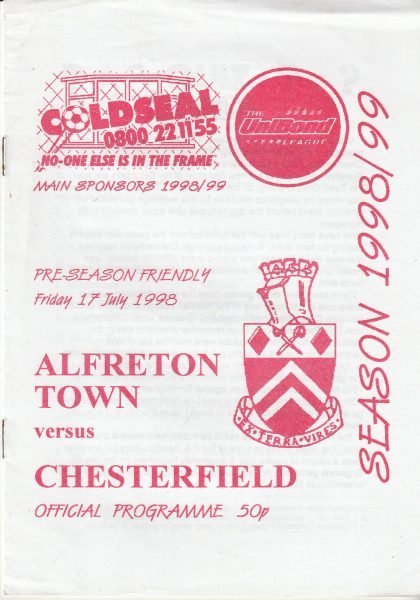 COLDSEAL
0800 22 11 55
"NO-ONE ELSE IS IN THE FRAME"
MAIN SPONSORS 1998/99
THE
UniBond
LEAGUE
SEASON 1998/99
PRE-SEASON FRIENDLY
Friday 17 July 1998
ALFRETON
TOWN
versus
CHESTERFIELD
EX TERRA VIRES
OFFICIAL PROGRAMME 50p